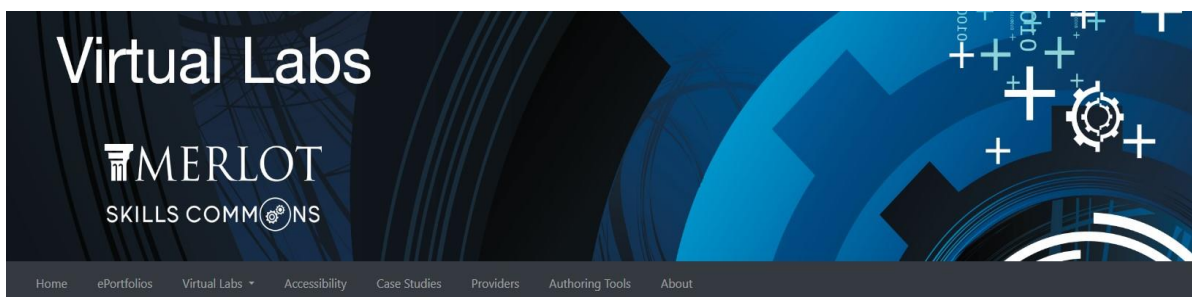 Virtual Labs
MERLOT
SKILLS COMMONS
Home ePortfolios Virtual Labs Accessibility Case Studies Providers Authoring Tools About